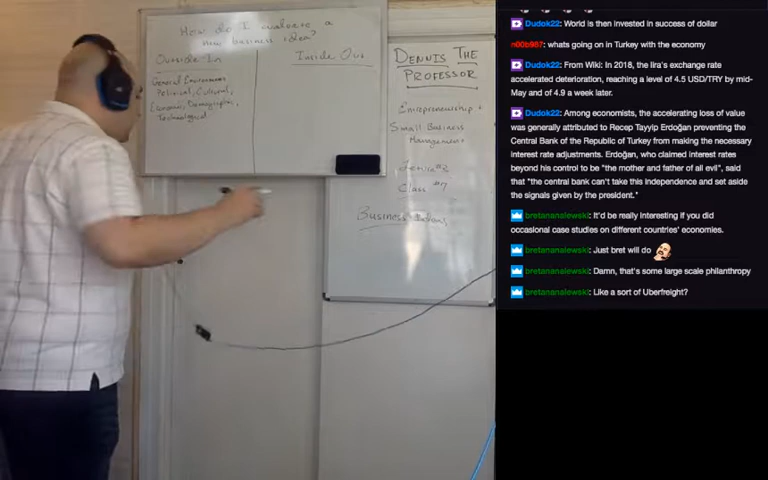 How do I evaluate a
new business idea?
Outside In
Inside Out
General Environment
Political, Cultural,
Economic, Demographic,
Technological
DENNIS THE
PROFESSOR
Entrepreneurship +
Small Business
Management
Class #7
Business
Dudok22: World is then invested in success of dollar
n00b987: whats going on in Turkey with the economy
Dudok22: From Wiki: In 2018, the lira's exchange rate
accelerated deterioration, reaching a level of 4.5 USD/TRY by mid-
May and of 4.9 a week later.
Dudok22: Among economists, the accelerating loss of value
was generally attributed to Recep Tayyip Erdoğan preventing the
Central Bank of the Republic of Turkey from making the necessary
interest rate adjustments. Erdoğan, who claimed interest rates
beyond his control to be "the mother and father of all evil", said
that "the central bank can't take this independence and set aside
the signals given by the president."
bretananalewski: It'd be really interesting if you did
occasional case studies on different countries' economies.
bretananalewski: Just bret will do
bretananalewski: Damn, that's some large scale philanthropy
bretananalewski: Like a sort of Uberfreight?